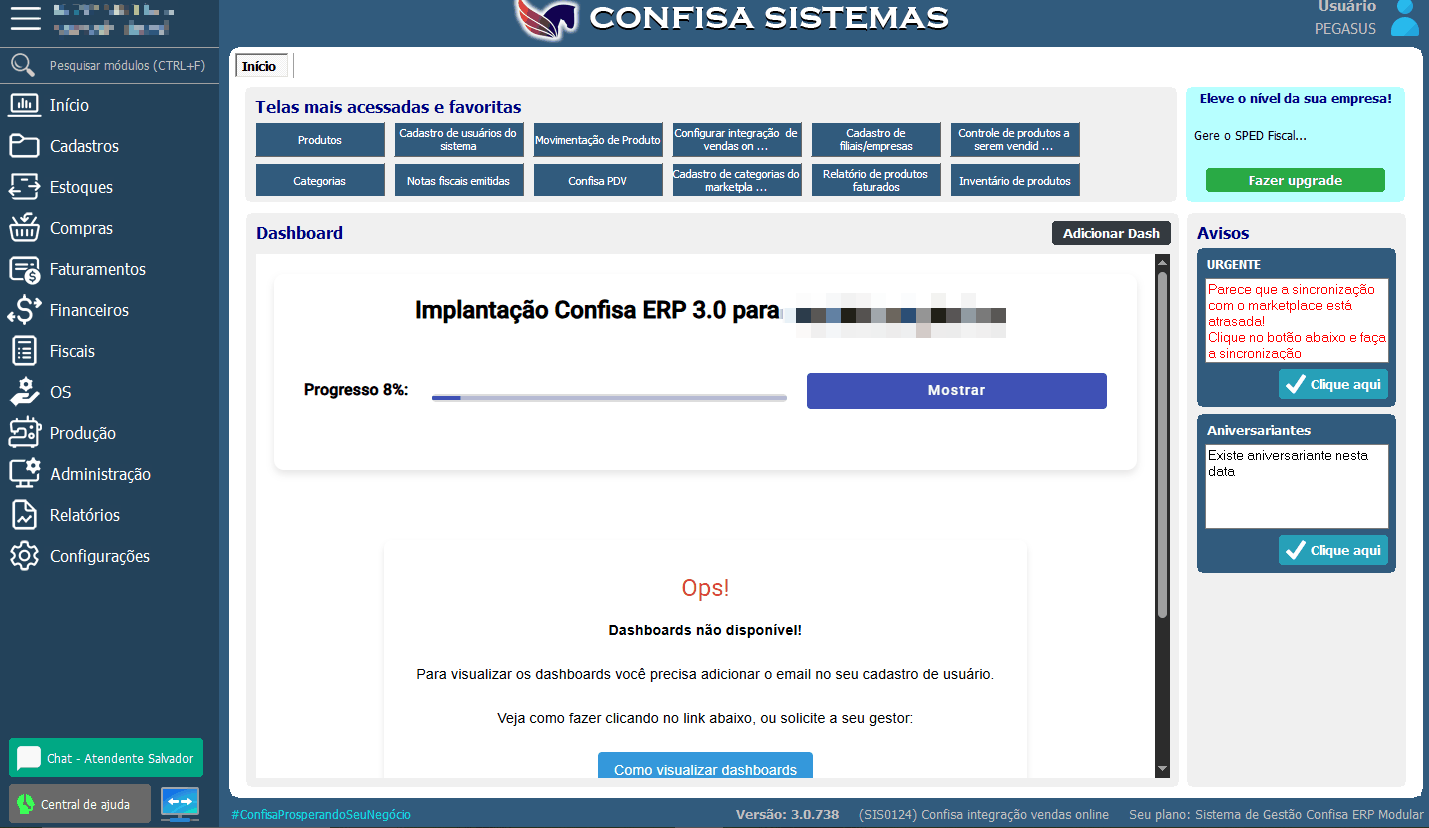 CONFISA SISTEMAS
Usuário
PEGASUS
Pesquisar módulos (CTRL+F)
Início
Cadastros
Estoques
Compras
Faturamentos
Financeiros
Fiscais
OS
Produção
Administração
Relatórios
Configurações
Chat - Atendente Salvador
Central de ajuda
Início
Telas mais acessadas e favoritas
Produtos
Cadastro de usuários do
sistema
Movimentação de Produto
Configurar integração de
vendas on ...
Cadastro de
filiais/empresas
Controle de produtos a
serem vendid ...
Categorias
Notas fiscais emitidas
Confisa PDV
Cadastro de categorias do
marketpla ...
Relatório de produtos
faturados
Inventário de produtos
Eleve o nível da sua empresa!
Gere o SPED Fiscal...
Fazer upgrade
Dashboard
Adicionar Dash
Implantação Confisa ERP 3.0 para
Progresso 8%:
Mostrar
Ops!
Dashboards não disponível!
Para visualizar os dashboards você precisa adicionar o email no seu cadastro de usuário.
Veja como fazer clicando no link abaixo, ou solicite a seu gestor:
Como visualizar dashboards
Avisos
URGENTE
Parece que a sincronização
com o marketplace está
atrasada!
Clique no botão abaixo e faça
a sincronização
Clique aqui
Aniversariantes
Existe aniversariante nesta
data
Clique aqui
#ConfisaProsperandoSeuNegócio
Versão: 3.0.738
(SIS0124) Confisa integração vendas online
Seu plano: Sistema de Gestão Confisa ERP Modular